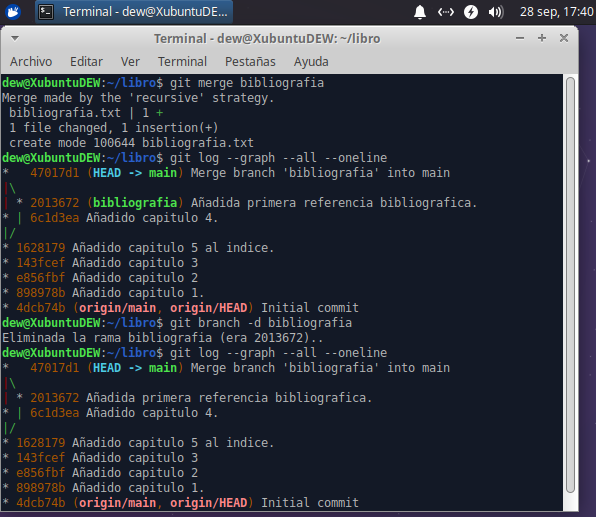 Terminal - dew@XubuntuDE...
28 sep, 17:40
Terminal - dew@XubuntuDEW: ~/libro
Archivo Editar Ver Terminal Pestañas Ayuda
dew@XubuntuDEW:~/libro$ git merge bibliografia
Merge made by the 'recursive' strategy.
 bibliografia.txt | 1 +
 1 file changed, 1 insertion(+)
 create mode 100644 bibliografia.txt
dew@XubuntuDEW:~/libro$ git log --graph --all --oneline
*   47017d1 (HEAD -> main) Merge branch 'bibliografia' into main
|\
| * 2013672 (bibliografia) Añadida primera referencia bibliografica.
* | 6c1d3ea Añadido capitulo 4.
|/
* 1628179 Añadido capitulo 5 al indice.
* 143fcef Añadido capitulo 3
* e856fbf Añadido capitulo 2
* 898978b Añadido capitulo 1.
* 4dcb74b (origin/main, origin/HEAD) Initial commit
dew@XubuntuDEW:~/libro$ git branch -d bibliografia
Eliminada la rama bibliografia (era 2013672)..
dew@XubuntuDEW:~/libro$ git log --graph --all --oneline
*   47017d1 (HEAD -> main) Merge branch 'bibliografia' into main
|\
| * 2013672 Añadida primera referencia bibliografica.
* | 6c1d3ea Añadido capitulo 4.
|/
* 1628179 Añadido capitulo 5 al indice.
* 143fcef Añadido capitulo 3
* e856fbf Añadido capitulo 2
* 898978b Añadido capitulo 1.
* 4dcb74b (origin/main, origin/HEAD) Initial commit